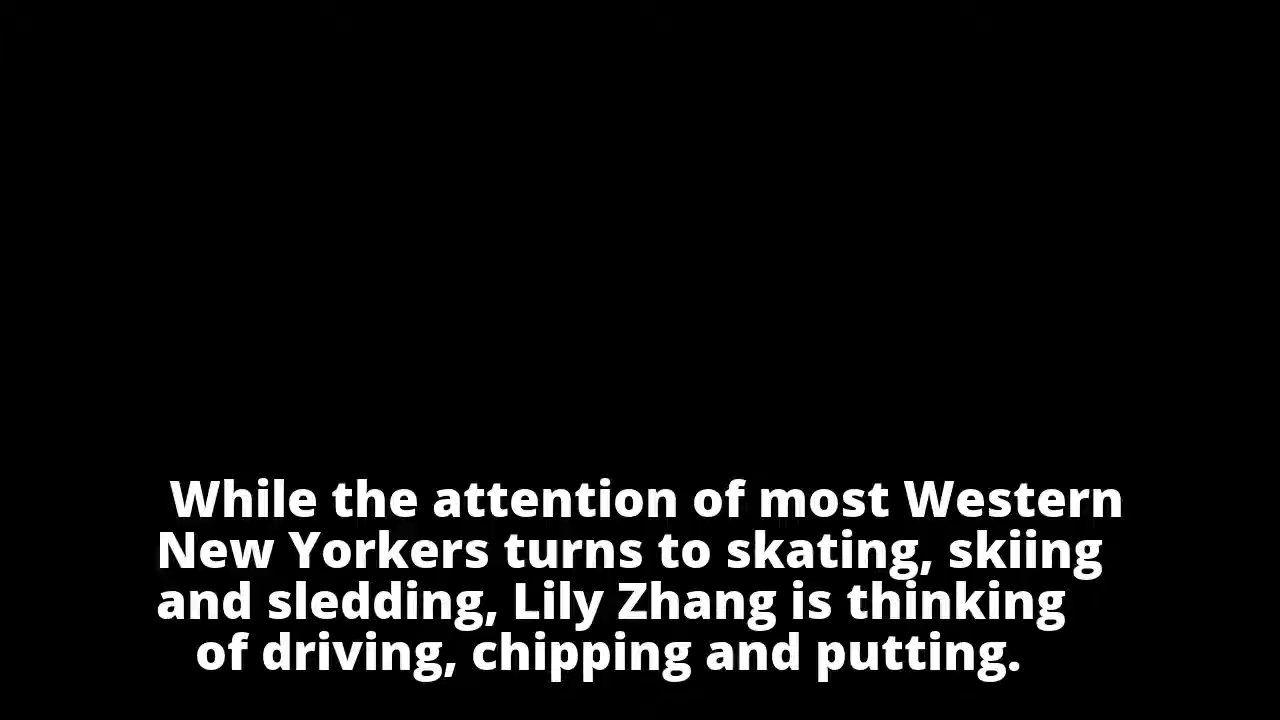 While the attention of most Western
New Yorkers turns to skating, skiing
and sledding, Lily Zhang is thinking
of driving, chipping and putting.